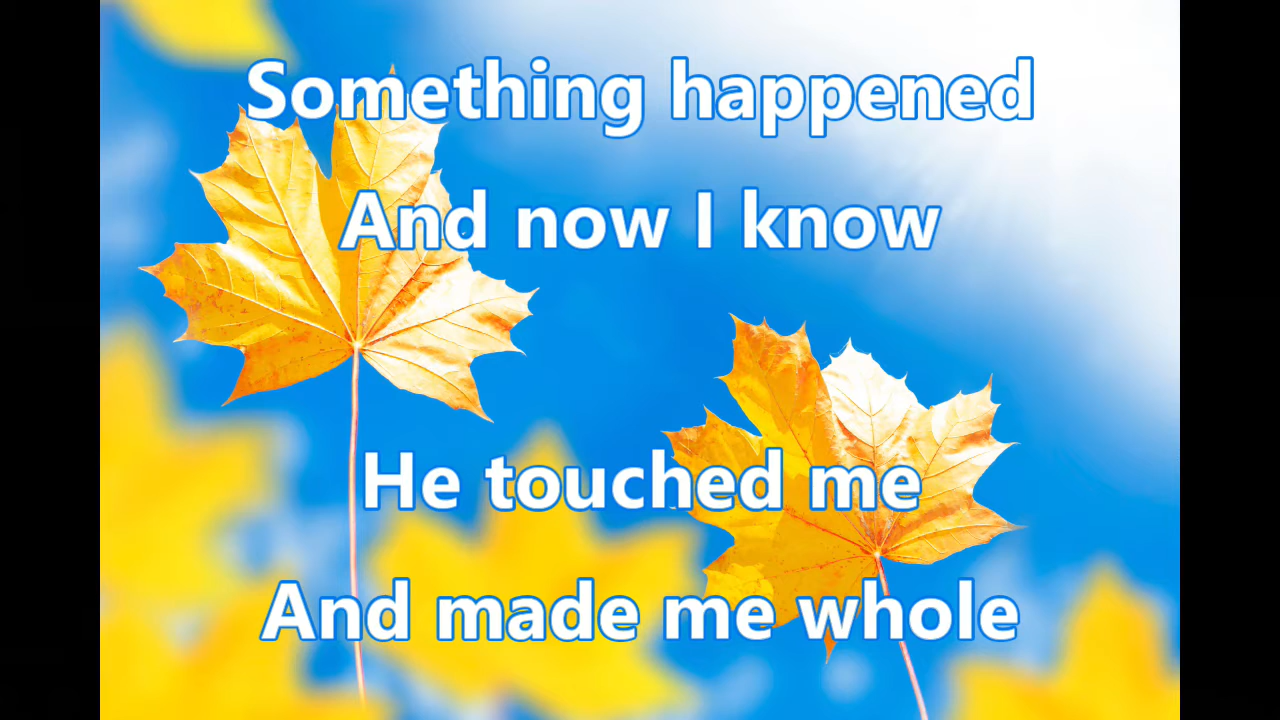 Something happened
And now I know
He touched me
And made me whole